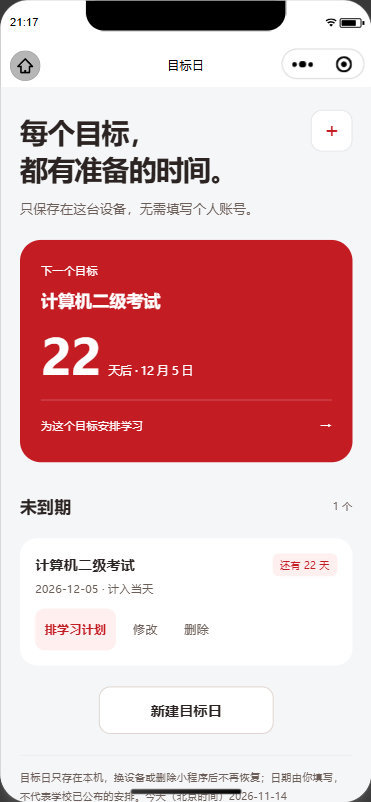 21:17
目标日
每个目标，
都有准备的时间。
+
只保存在这台设备，无需填写个人账号。
下一个目标
计算机二级考试
22 天后 · 12 月 5 日
为这个目标安排学习 →
未到期 1 个
计算机二级考试 还有 22 天
2026-12-05 · 计入当天
排学习计划 修改 删除
新建目标日
目标日只存在本机，换设备或删除小程序后不再恢复；日期由你填写，
不代表学校已公布的安排。今天（北京时间）2026-11-14